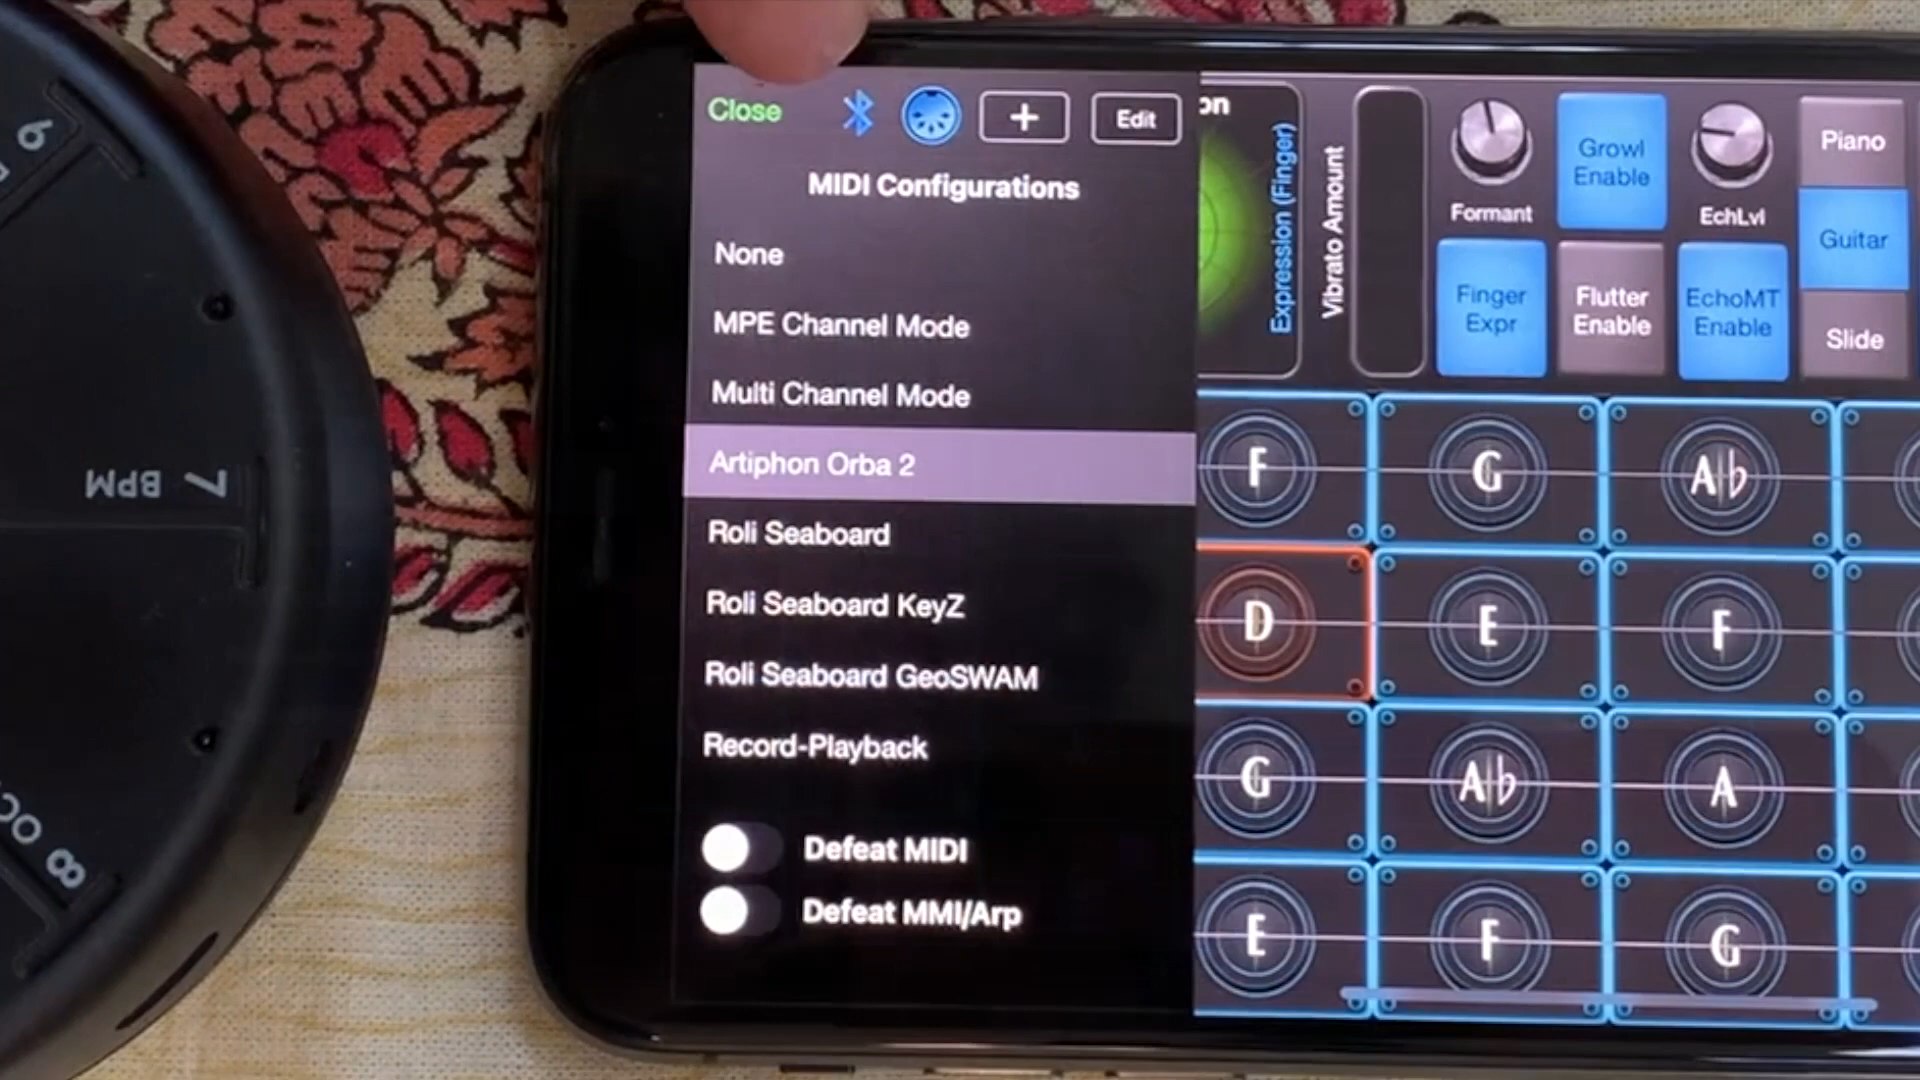 Close
+
Edit
MIDI Configurations
None
MPE Channel Mode
Multi Channel Mode
Artiphon Orba 2
Roli Seaboard
Roli Seaboard KeyZ
Roli Seaboard GeoSWAM
Record-Playback
Defeat MIDI
Defeat MMI/Arp
on
Expression (Finger)
Vibrato Amount
Formant
Growl
Enable
EchLvl
Piano
Guitar
Slide
Finger
Expr
Flutter
Enable
EchoMT
Enable
F G A♭
D E F
G A♭ A
E F G
6
7 BPM
8